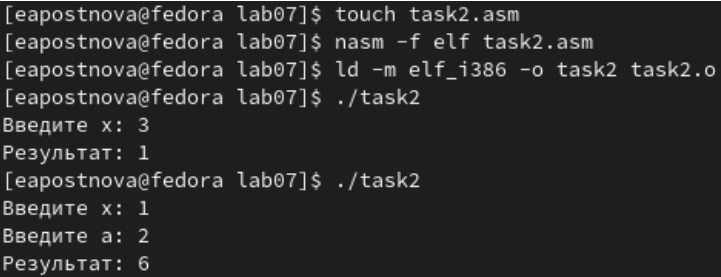 [eapostnova@fedora lab07]$ touch task2.asm
[eapostnova@fedora lab07]$ nasm -f elf task2.asm
[eapostnova@fedora lab07]$ ld -m elf_i386 -o task2 task2.o
[eapostnova@fedora lab07]$ ./task2
Введите x: 3
Результат: 1
[eapostnova@fedora lab07]$ ./task2
Введите x: 1
Введите a: 2
Результат: 6